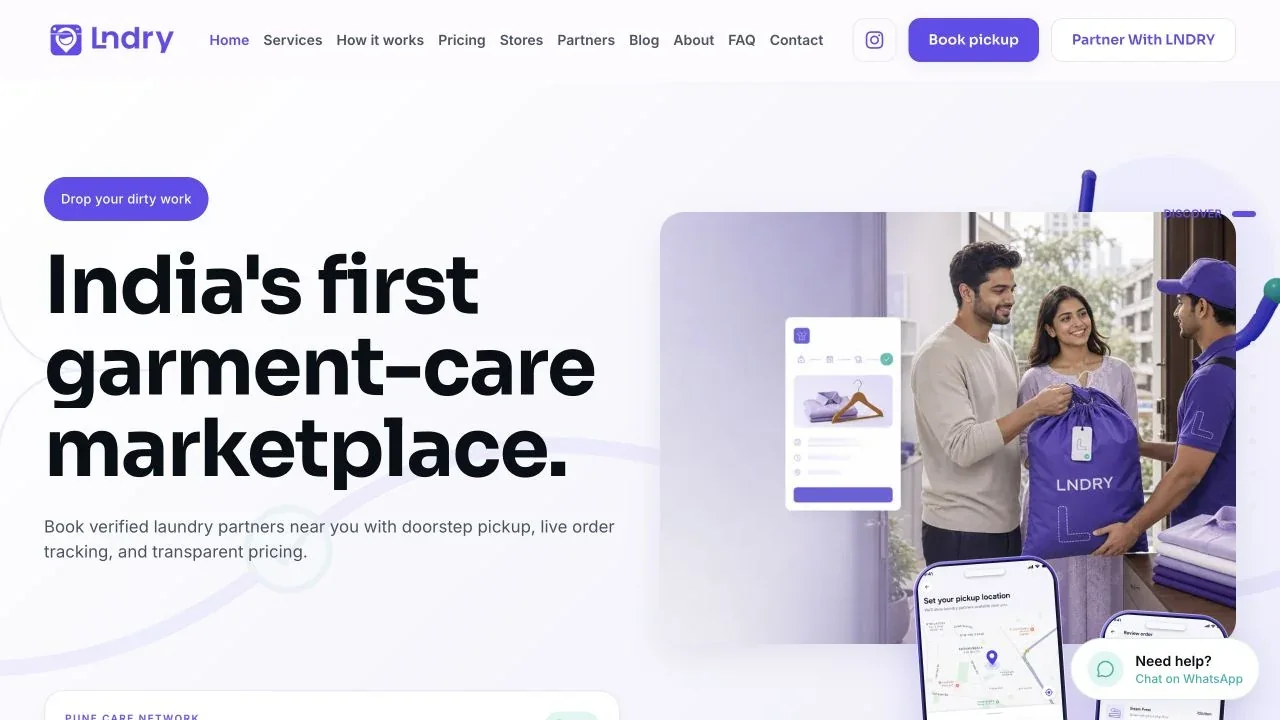 Lndry
Home Services How it works Pricing Stores Partners Blog About FAQ Contact
Book pickup
Partner With LNDRY
Drop your dirty work
DISCOVER
India's first
garment-care
marketplace.
Book verified laundry partners near you with doorstep pickup, live order
tracking, and transparent pricing.
LNDRY
Set your pickup location
Review order
Need help?
Chat on WhatsApp
PUNE CARE NETWORK